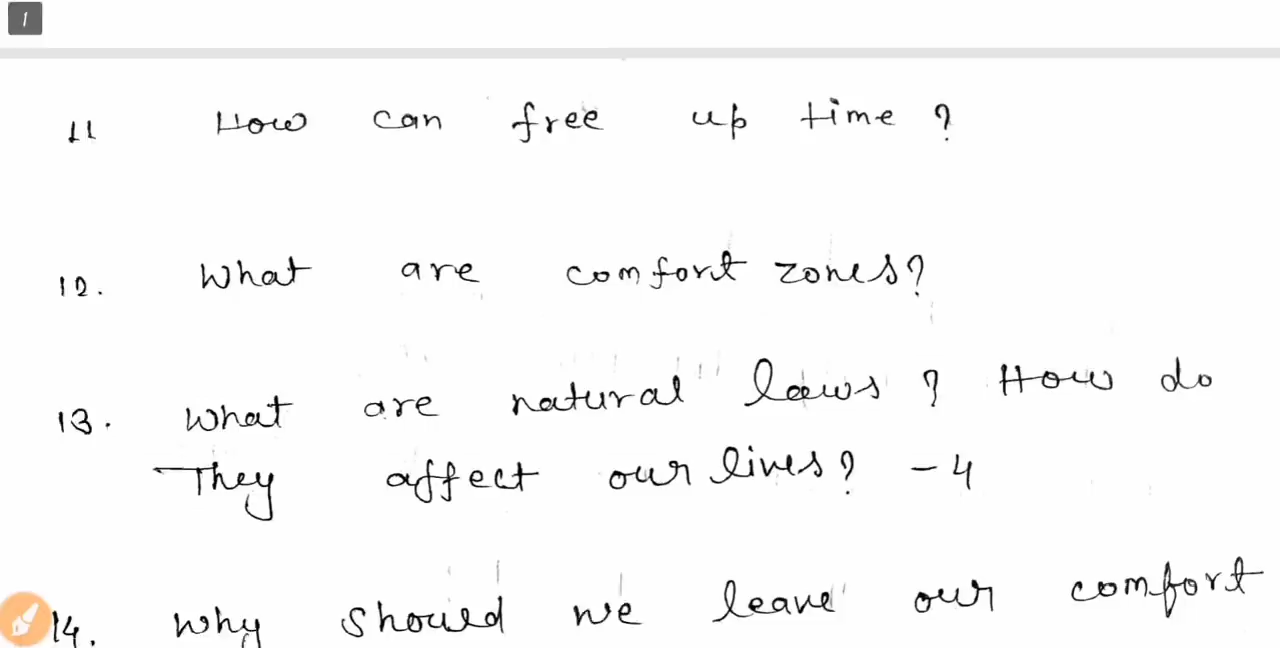 1
11 How can free up time ?
12. What are comfort zones?
13. What are natural laws ? How do
They affect our lives? - 4
14. Why should we leave our comfort